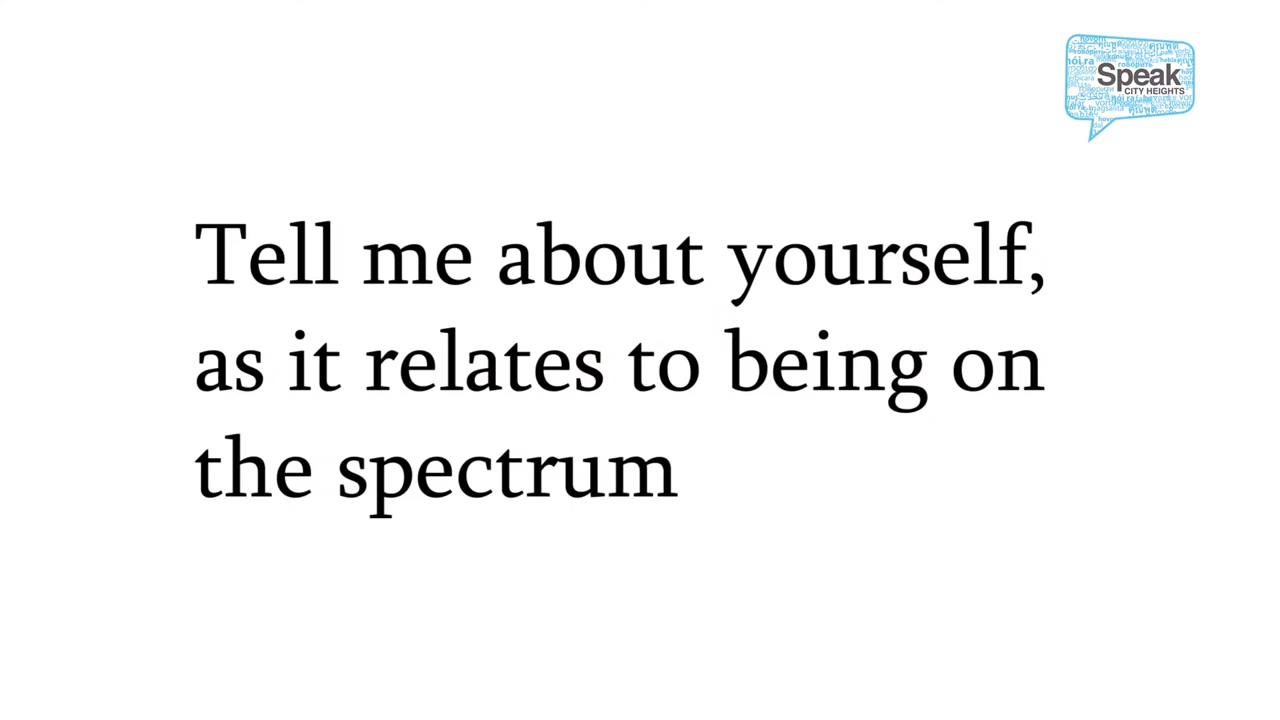 Speak
CITY HEIGHTS
Tell me about yourself,
as it relates to being on
the spectrum